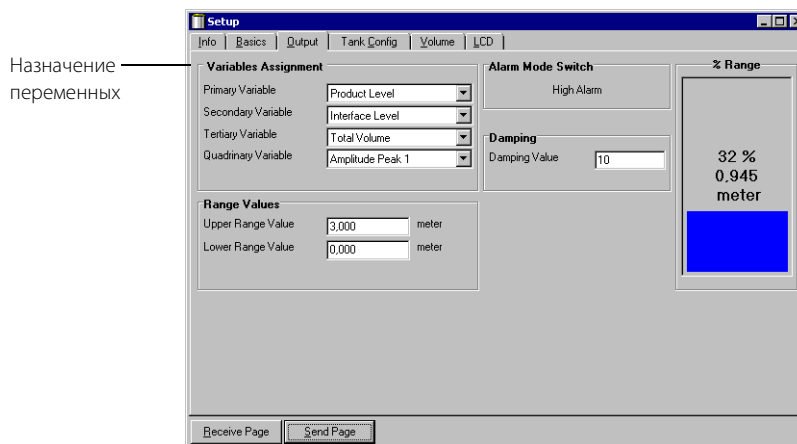 Назначение
переменных
Setup
Info Basics Output Tank Config Volume LCD
Variables Assignment
Primary Variable Product Level
Secondary Variable Interface Level
Tertiary Variable Total Volume
Quadrinary Variable Amplitude Peak 1
Range Values
Upper Range Value 3,000 meter
Lower Range Value 0,000 meter
Alarm Mode Switch
High Alarm
Damping
Damping Value 10
% Range
32 %
0,945
meter
Receive Page Send Page